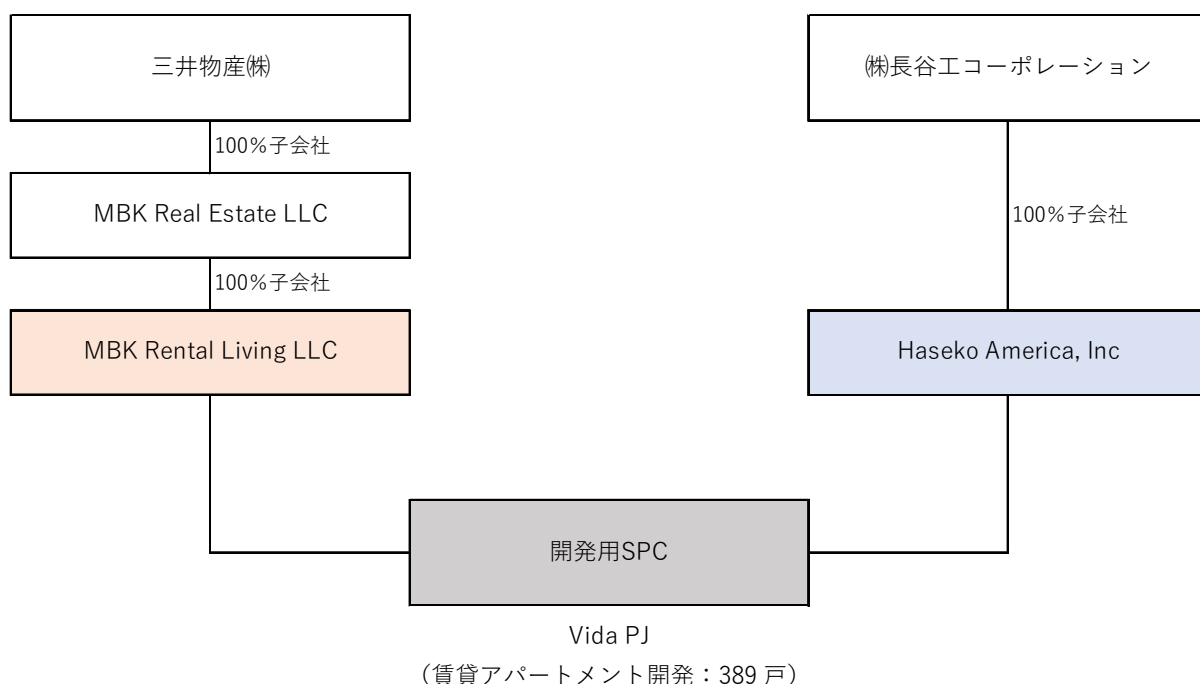 三井物産㈱
㈱長谷工コーポレーション
100%子会社
MBK Real Estate LLC
100%子会社
100%子会社
MBK Rental Living LLC
Haseko America, Inc
開発用SPC
Vida PJ
（賃貸アパートメント開発：389 戸）